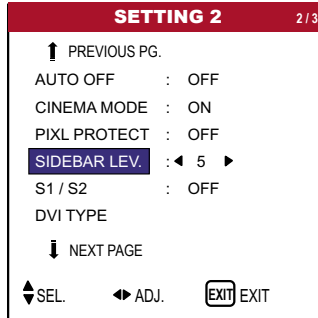 SETTING 2 2 / 3
PREVIOUS PG.
AUTO OFF : OFF
CINEMA MODE : ON
PIXL PROTECT : OFF
SIDEBAR LEV. : 5
S1 / S2 : OFF
DVI TYPE
NEXT PAGE
SEL. ADJ. EXIT EXIT